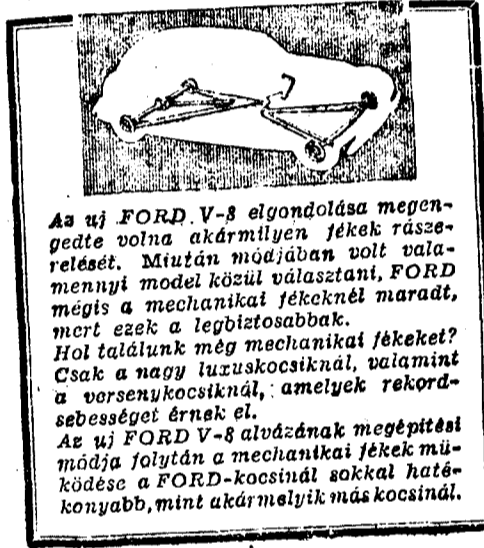 Az uj FORD V-8 elgondolása megen-
gedte volna akármilyen fékek rásze-
relését. Miután módjában volt vala-
mennyi model közül választani, FORD
mégis a mechanikai fékeknél maradt,
mert ezek a legbiztosabbak.
Hol találunk még mechanikai fékeket?
Csak a nagy luxuskocsiknál, valamint
a versenykocsiknál, amelyek rekord-
sebességet érnek el.
Az uj FORD V-8 alvázának megépitési
módja folytán a mechanikai fékek mü-
ködése a FORD-kocsinál sokkal haté-
konyabb, mint akármelyik más kocsinál.